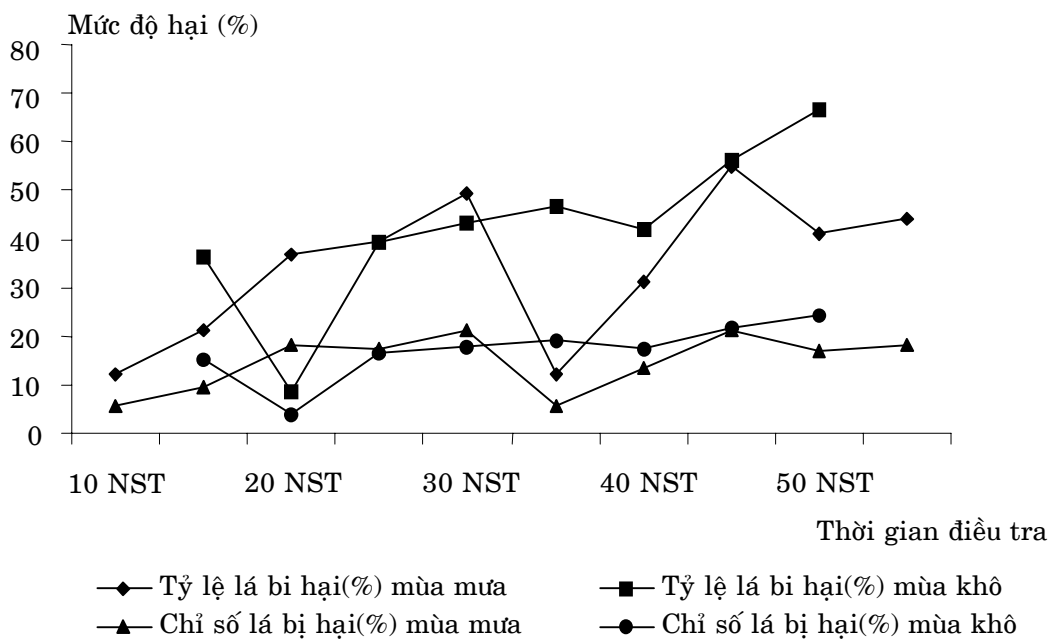 Mức độ hại (%)
80
70
60
50
40
30
20
10
0
10 NST 20 NST 30 NST 40 NST 50 NST
Thời gian điều tra
Tỷ lệ lá bi hại(%) mùa mưa Tỷ lệ lá bi hại(%) mùa khô
Chỉ số lá bị hại(%) mùa mưa Chỉ số lá bị hại(%) mùa khô